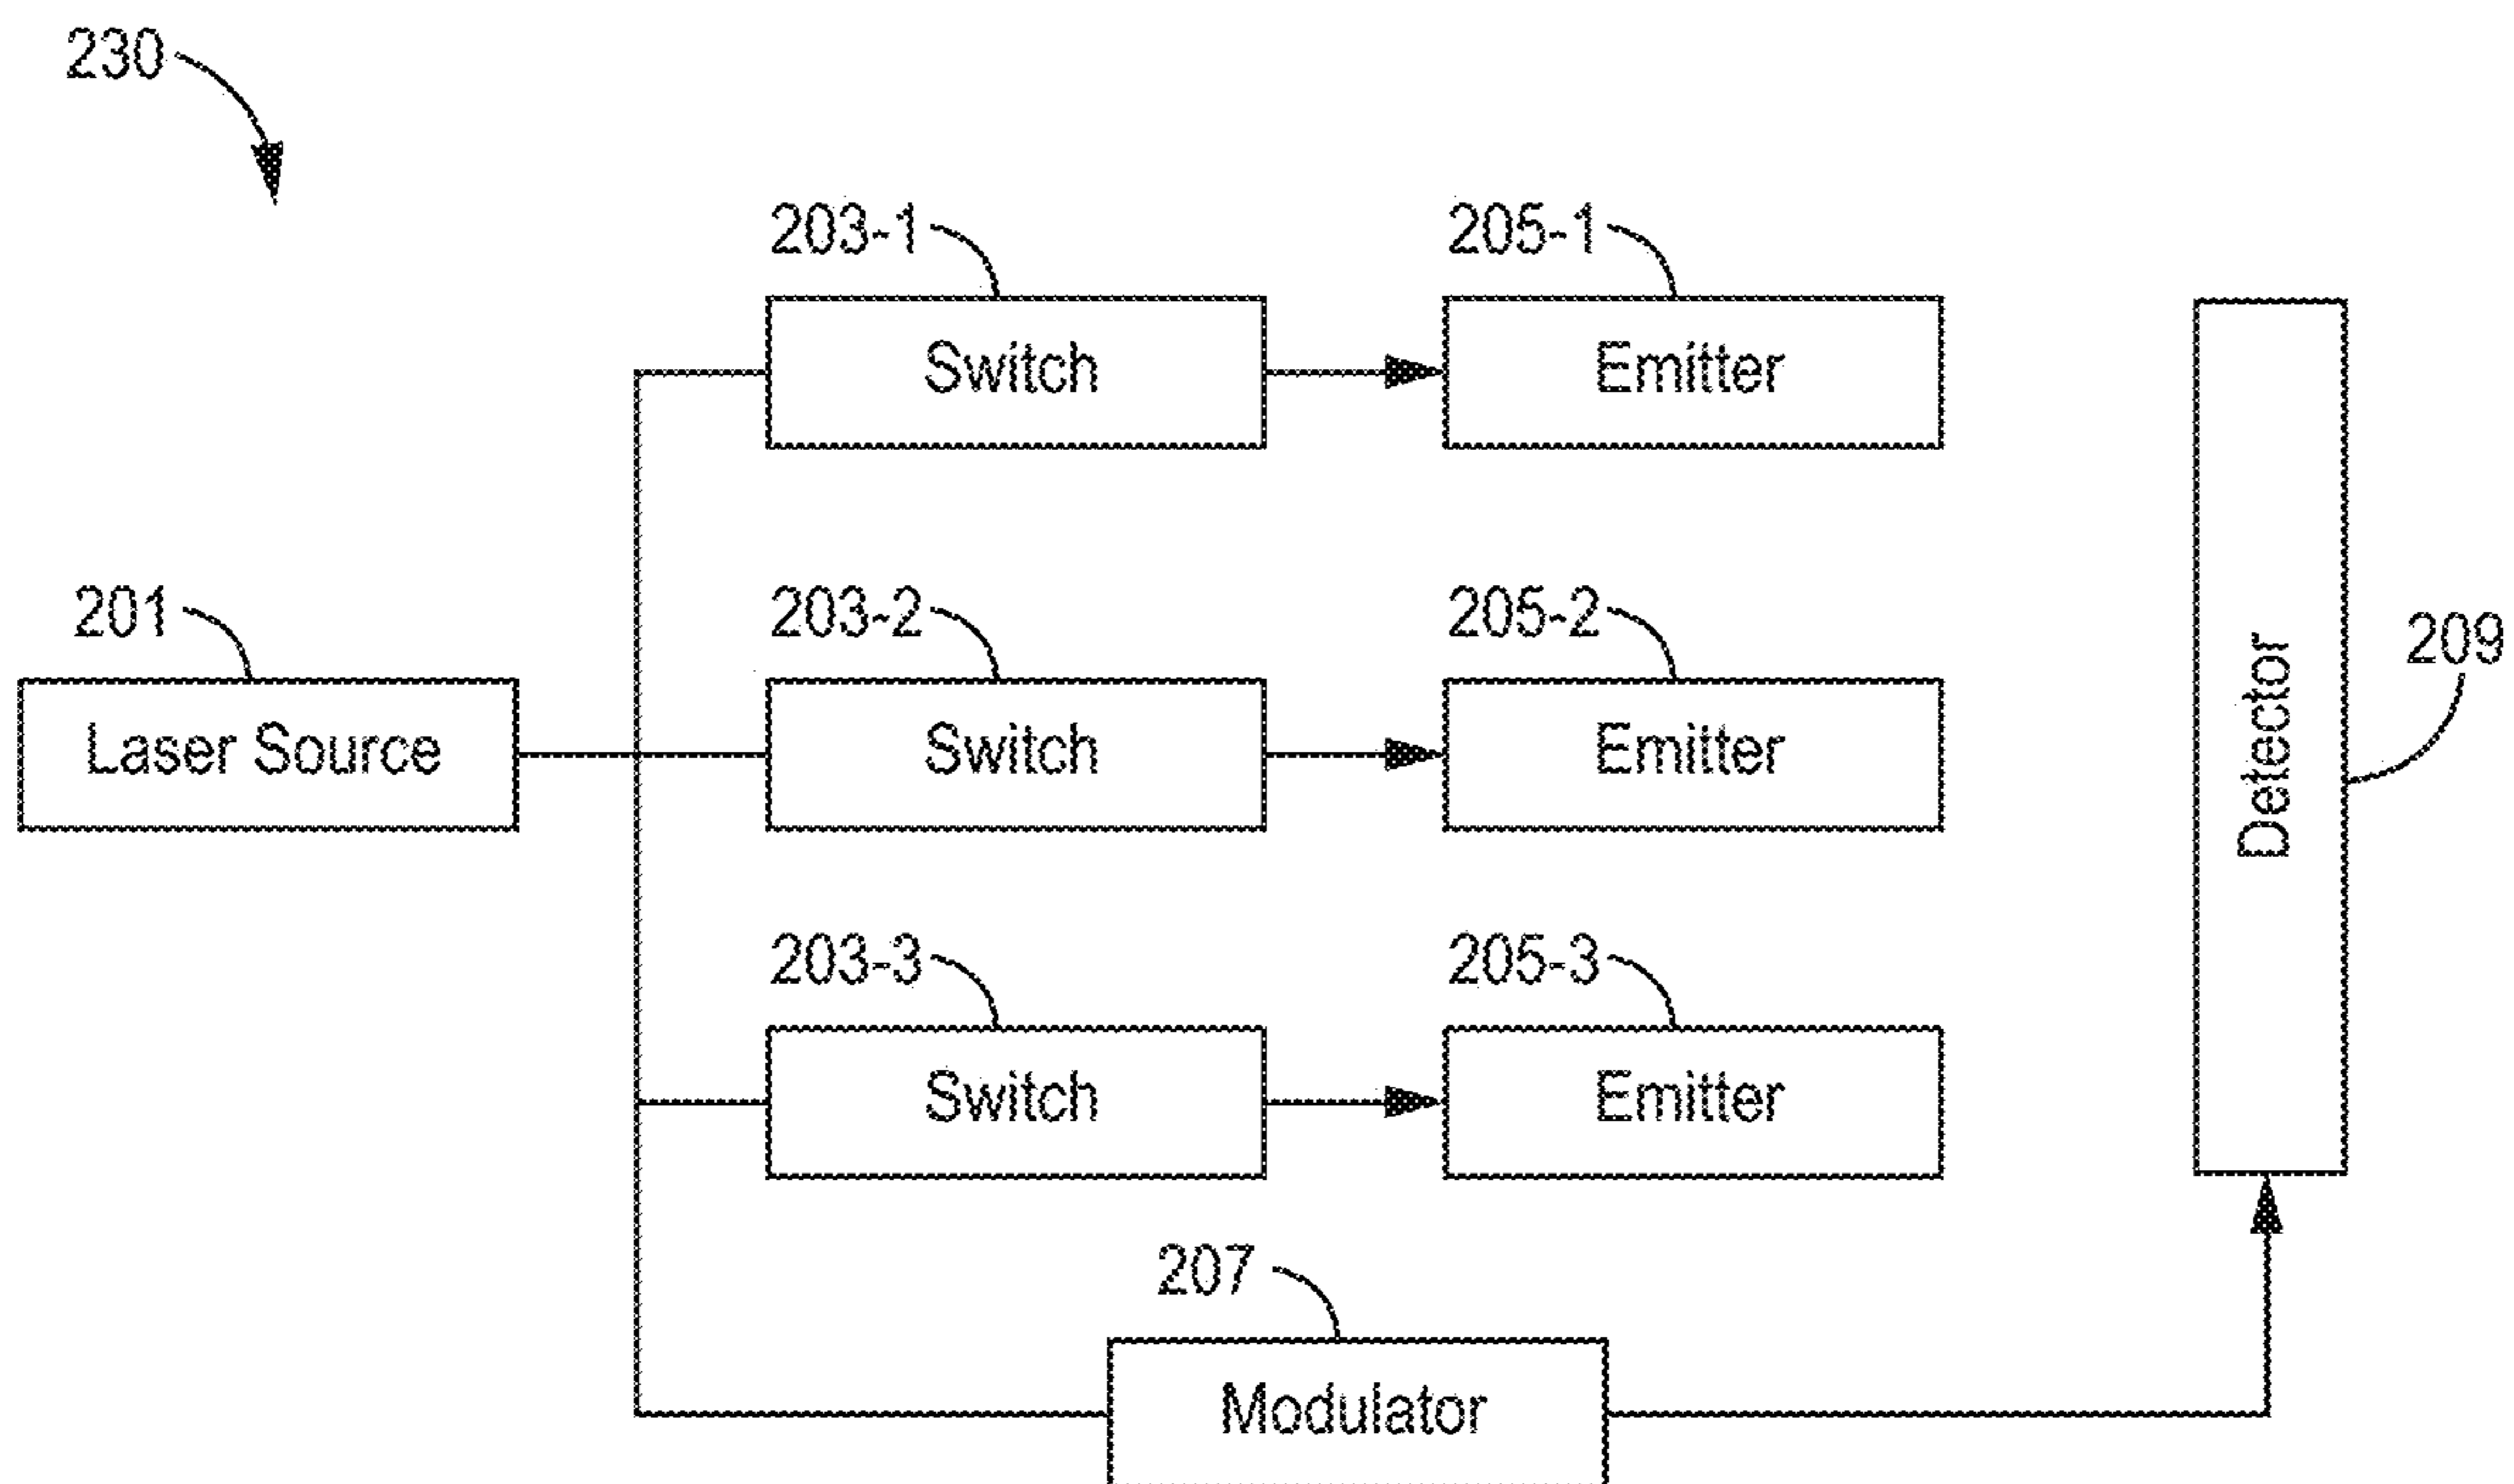 230
203-1
205-1
Switch
Emitter
201
203-2
205-2
209
Laser Source
Switch
Emitter
Detector
203-3
205-3
Switch
Emitter
207
Modulator